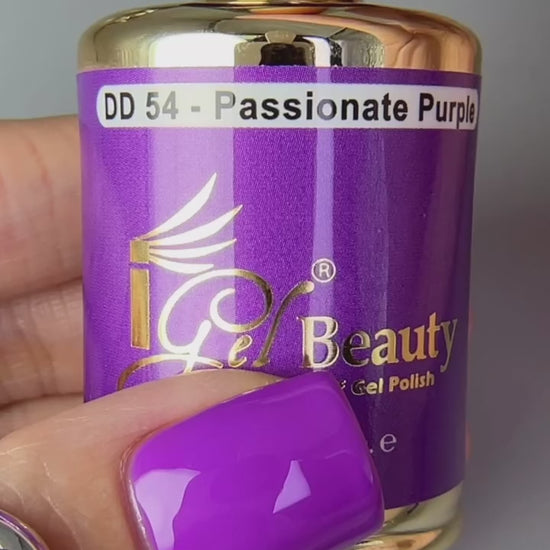 DD 54 - Passionate Purple
iGel Beauty®
Gel Polish
.e